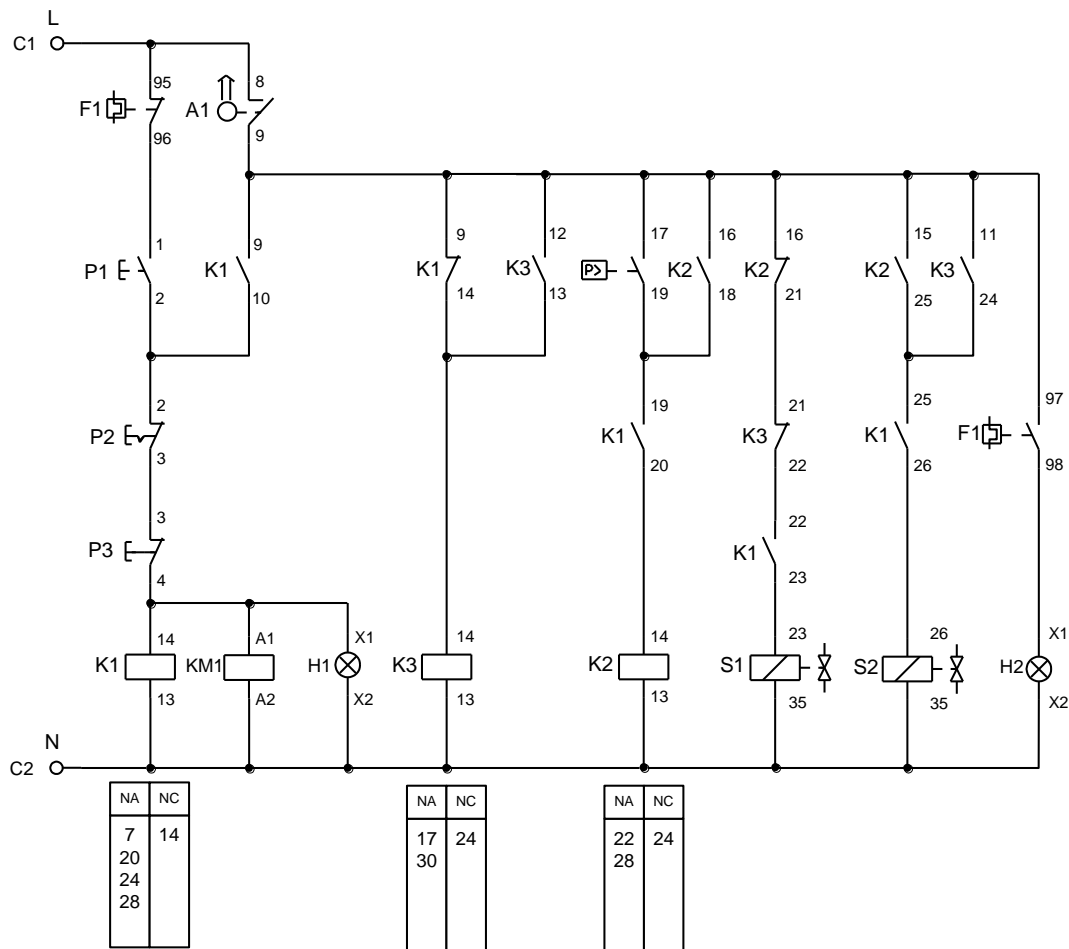 L
C1
95
8
F1
A1
96
9
1
9
9
12
17
16
16
15
11
P1
K1
K1
K3
P>
K2
K2
K2
K3
2
10
14
13
19
18
21
25
24
2
19
21
25
97
P2
K1
K3
K1
F1
3
20
22
26
98
3
22
P3
K1
4
23
14
A1
X1
14
14
23
26
X1
K1
KM1
H1
K3
K2
S1
S2
H2
13
A2
X2
13
13
35
35
X2
N
C2
NA NC
NA NC
NA NC
7 14
17 24
22 24
20
30
28
24
28